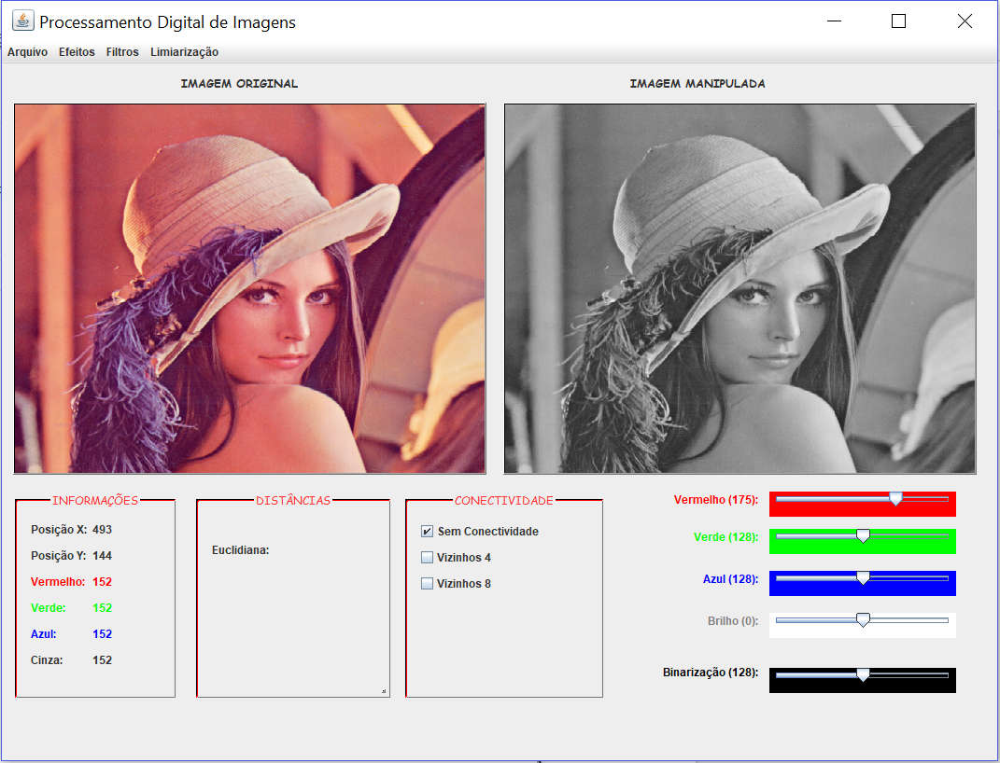 Processamento Digital de Imagens
Arquivo Efeitos Filtros Limiarização
IMAGEM ORIGINAL
IMAGEM MANIPULADA
INFORMAÇÕES
Posição X: 493
Posição Y: 144
Vermelho: 152
Verde: 152
Azul: 152
Cinza: 152
DISTÂNCIAS
Euclidiana:
CONECTIVIDADE
Sem Conectividade
Vizinhos 4
Vizinhos 8
Vermelho (175):
Verde (128):
Azul (128):
Brilho (0):
Binarização (128):